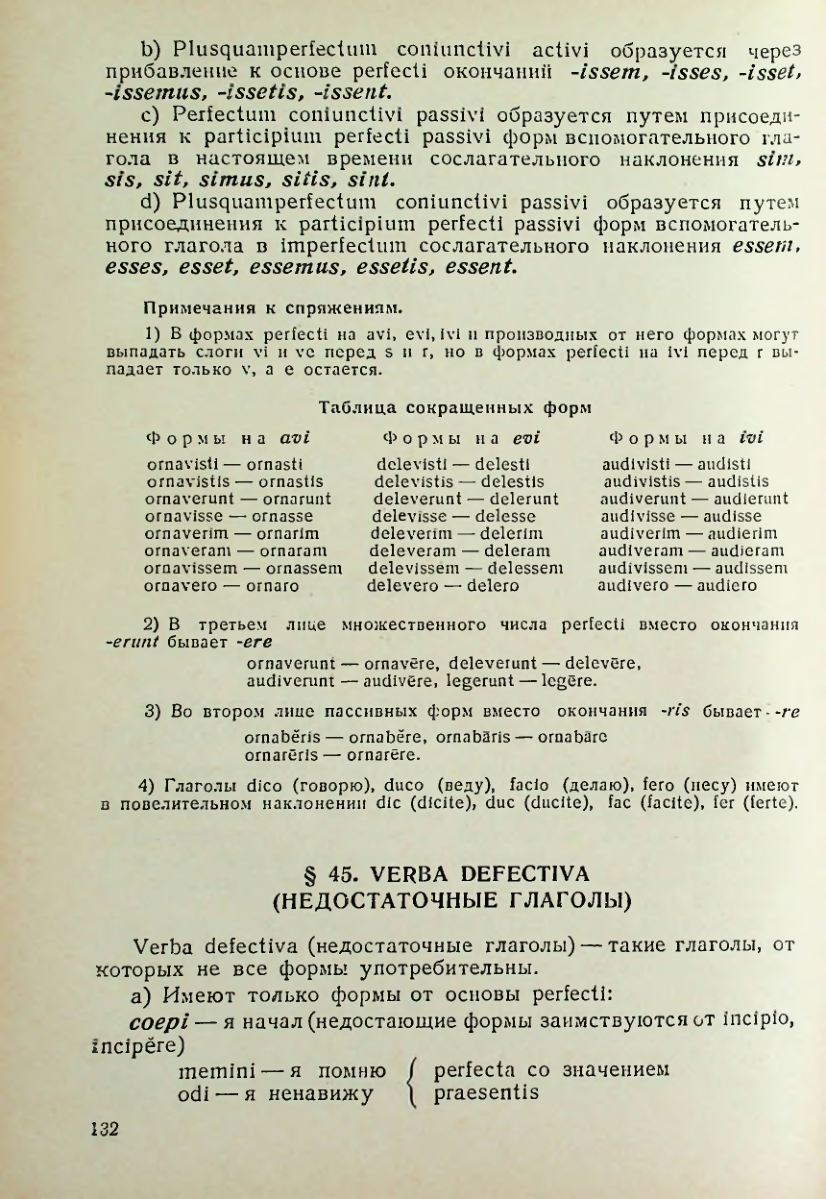 b) Plusquamperfectum coniunctivi activi образуется через
прибавление к основе perfecti окончаний -issem, -isses, -isset,
-issemus, -issetis, -issent.
c) Perfectum coniunctivi passivi образуется путем присоеди-
нения к participium perfecti passivi форм вспомогательного гла-
гола в настоящем времени сослагательного наклонения sim,
sis, sit, simus, sitis, sint.
d) Plusquamperfectum coniunctivi passivi образуется путем
присоединения к participium perfecti passivi форм вспомогатель-
ного глагола в imperfectum сослагательного наклонения essem,
esses, esset, essemus, essetis, essent.
Примечания к спряжениям.
1) В формах perfecti на avi, evi, ivi и производных от него формах могут
выпадать слоги vi и ve перед s и r, но в формах perfecti на ivi перед r вы-
падает только v, а e остается.
Таблица сокращенных форм
Формы на avi Формы на evi Формы на ivi
ornavisti — ornasti delevisti — delesti audivisti — audisti
ornavistis — ornastis delevistis — delestis audivistis — audistis
ornaverunt — ornarunt deleverunt — delerunt audiverunt — audierunt
ornavisse — ornasse delevisse — delesse audivisse — audisse
ornaverim — ornarim deleverim — delerim audiverim — audierim
ornaveram — ornaram deleveram — deleram audiveram — audieram
ornavissem — ornassem delevissem — delessem audivissem — audissem
ornavero — ornaro delevero — delero audivero — audiero
2) В третьем лице множественного числа perfecti вместо окончания
-erunt бывает -ere
ornaverunt — ornavēre, deleverunt — delevēre,
audiverunt — audivēre, legerunt — legēre.
3) Во втором лице пассивных форм вместо окончания -ris бывает -re
ornabĕris — ornabĕre, ornabāris — ornabāre
ornarēris — ornarēre.
4) Глаголы dico (говорю), duco (веду), facio (делаю), fero (несу) имеют
в повелительном наклонении dic (dicite), duc (ducite), fac (facite), fer (ferte).
§ 45. VERBA DEFECTIVA
(НЕДОСТАТОЧНЫЕ ГЛАГОЛЫ)
Verba defectiva (недостаточные глаголы) — такие глаголы, от
которых не все формы употребительны.
а) Имеют только формы от основы perfecti:
coepi — я начал (недостающие формы заимствуются от incipio,
incipĕre)
memini — я помню { perfecta со значением
odi — я ненавижу { praesentis
132